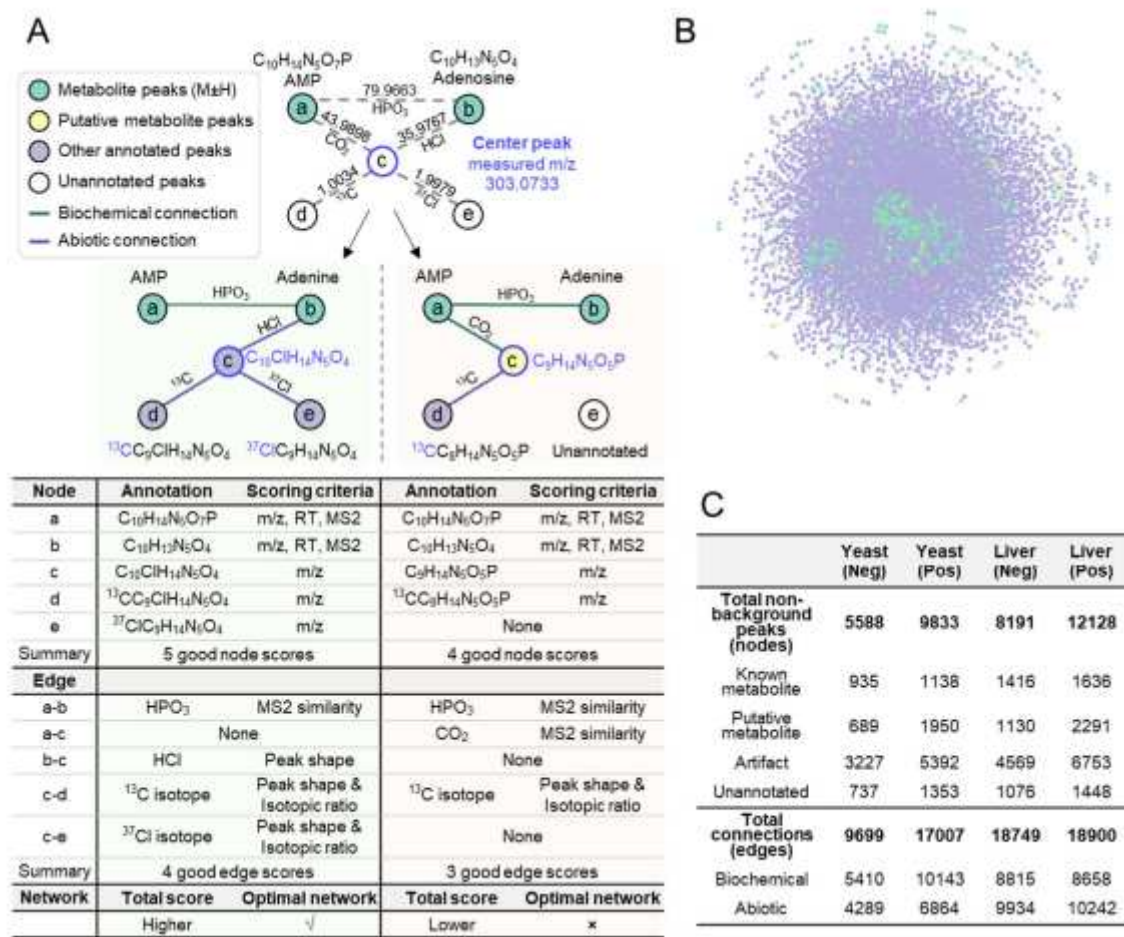 A
C₁₀H₁₄N₅O₇P
AMP
C₁₀H₁₃N₅O₄
Adenosine
79.9663
HPO₃
a
b
43.9898
CO₂
35.9767
HCl
c
Center peak
measured m/z
303.0733
1.0034
¹³C
1.9979
³⁷Cl
d
e
Metabolite peaks (M±H)
Putative metabolite peaks
Other annotated peaks
Unannotated peaks
Biochemical connection
Abiotic connection
AMP
Adenine
HPO₃
a
b
HCl
c
C₁₀ClH₁₄N₅O₄
¹³C
³⁷Cl
d
e
¹³CC₉ClH₁₄N₅O₄
³⁷ClC₉H₁₄N₅O₄
AMP
Adenine
HPO₃
a
b
CO₂
c
C₉H₁₄N₅O₅P
¹³C
d
e
¹³CC₈H₁₄N₅O₅P
Unannotated
Node Annotation Scoring criteria Annotation Scoring criteria
a C₁₀H₁₄N₅O₇P m/z, RT, MS2 C₁₀H₁₄N₅O₇P m/z, RT, MS2
b C₁₀H₁₃N₅O₄ m/z, RT, MS2 C₁₀H₁₃N₅O₄ m/z, RT, MS2
c C₁₀ClH₁₄N₅O₄ m/z C₉H₁₄N₅O₅P m/z
d ¹³CC₉ClH₁₄N₅O₄ m/z ¹³CC₈H₁₄N₅O₅P m/z
e ³⁷ClC₉H₁₄N₅O₄ m/z None
Summary 5 good node scores 4 good node scores
Edge
a-b HPO₃ MS2 similarity HPO₃ MS2 similarity
a-c None CO₂ MS2 similarity
b-c HCl Peak shape None
c-d ¹³C isotope Peak shape & Isotopic ratio ¹³C isotope Peak shape & Isotopic ratio
c-e ³⁷Cl isotope Peak shape & Isotopic ratio None
Summary 4 good edge scores 3 good edge scores
Network Total score Optimal network Total score Optimal network
Higher √ Lower ×
B
C
Yeast (Neg) Yeast (Pos) Liver (Neg) Liver (Pos)
Total non-background peaks (nodes) 5588 9833 8191 12128
Known metabolite 935 1138 1416 1636
Putative metabolite 689 1950 1130 2291
Artifact 3227 5392 4569 6753
Unannotated 737 1353 1076 1448
Total connections (edges) 9699 17007 18749 18900
Biochemical 5410 10143 8815 8658
Abiotic 4289 6864 9934 10242